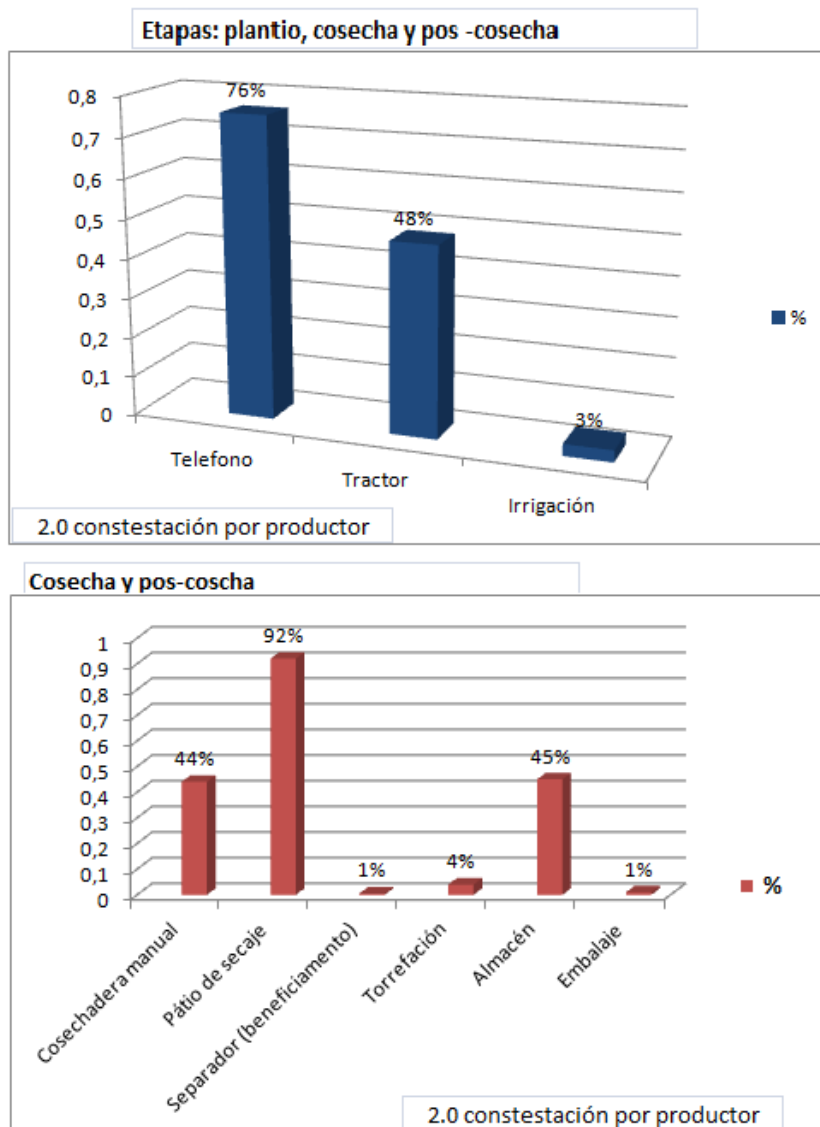 Etapas: plantio, cosecha y pos -cosecha
0,8
0,7
0,6
0,5
0,4
0,3
0,2
0,1
0
76%
48%
3%
Telefono
Tractor
Irrigación
%
2.0 constestación por productor
Cosecha y pos-coscha
1
0,9
0,8
0,7
0,6
0,5
0,4
0,3
0,2
0,1
0
44%
92%
1%
4%
45%
1%
Cosechadera manual
Pátio de secaje
Separador (beneficiamento)
Torrefación
Almacén
Embalaje
%
2.0 constestación por productor